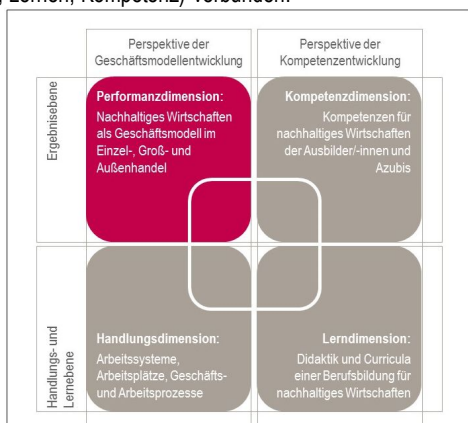 , Lernen, Kompetenz) verbunden.
Perspektive der
Geschäftsmodellentwicklung
Perspektive der
Kompetenzentwicklung
Ergebnisebene
Performanzdimension:
Nachhaltiges Wirtschaften
als Geschäftsmodell im
Einzel-, Groß- und
Außenhandel
Kompetenzdimension:
Kompetenzen für
nachhaltiges Wirtschaften
der Ausbilder/-innen und
Azubis
Handlungs- und
Lernebene
Handlungsdimension:
Arbeitssysteme,
Arbeitsplätze, Geschäfts-
und Arbeitsprozesse
Lerndimension:
Didaktik und Curricula
einer Berufsbildung für
nachhaltiges Wirtschaften